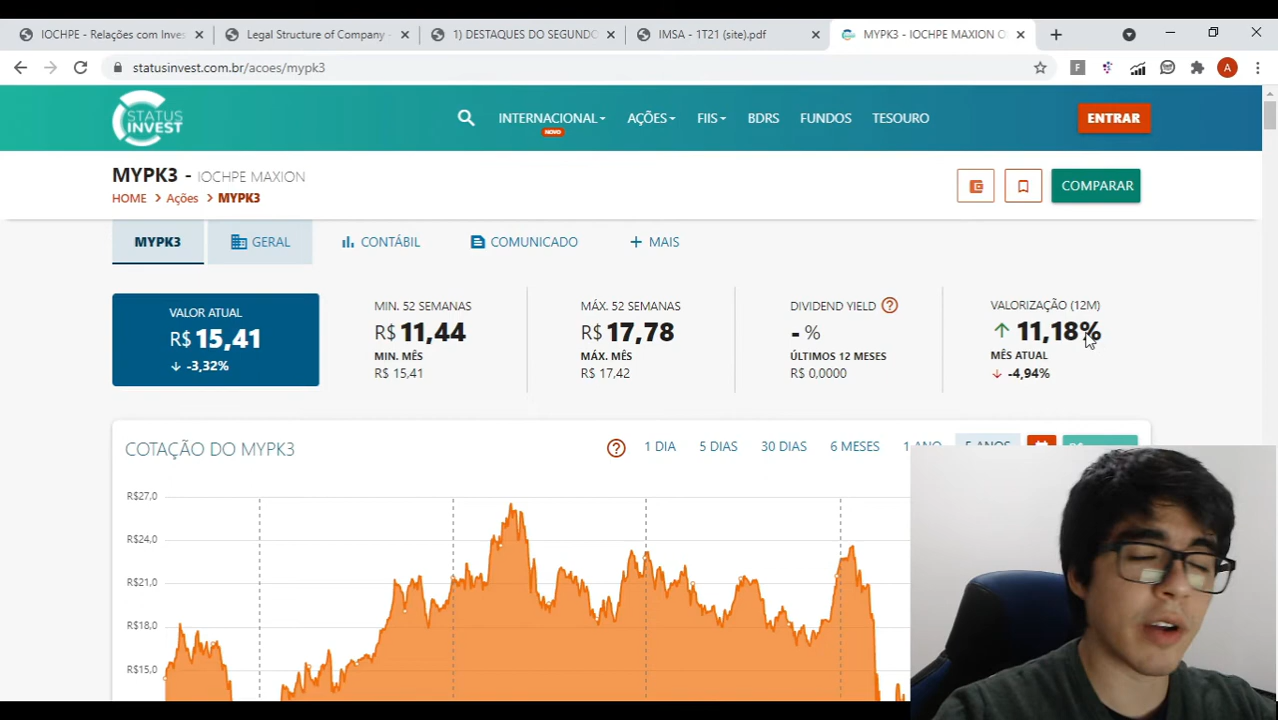 IOCHPE - Relações com Inves
Legal Structure of Company -
1) DESTAQUES DO SEGUNDO
IMSA - 1T21 (site).pdf
MYPK3 - IOCHPE MAXION O
statusinvest.com.br/acoes/mypk3
F
A
STATUS
INVEST
INTERNACIONAL
NOVO
AÇÕES
FIIS
BDRS
FUNDOS
TESOURO
ENTRAR
MYPK3 - IOCHPE MAXION
HOME > Ações > MYPK3
COMPARAR
MYPK3
GERAL
CONTÁBIL
COMUNICADO
+ MAIS
VALOR ATUAL
R$ 15,41
-3,32%
MIN. 52 SEMANAS
R$ 11,44
MIN. MÊS
R$ 15,41
MÁX. 52 SEMANAS
R$ 17,78
MÁX. MÊS
R$ 17,42
DIVIDEND YIELD ?
- %
ÚLTIMOS 12 MESES
R$ 0,0000
VALORIZAÇÃO (12M)
11,18%
MÊS ATUAL
-4,94%
COTAÇÃO DO MYPK3
?
1 DIA
5 DIAS
30 DIAS
6 MESES
1 ANO
5 ANOS
R$27,0
R$24,0
R$21,0
R$18,0
R$15,0